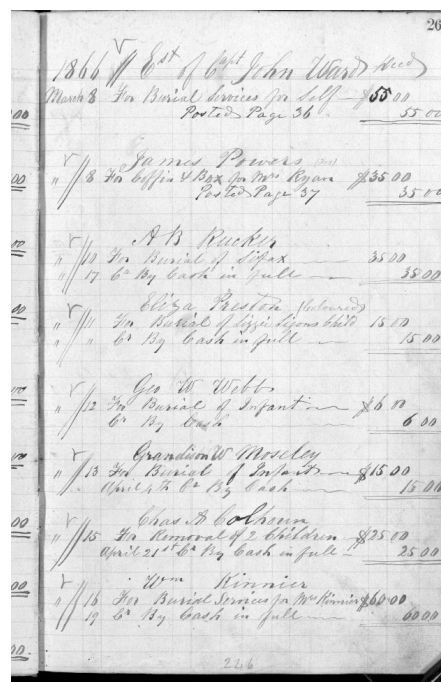 26
1866 Est of Capt John Ward Decd
March 8 For Burial Services for Self $55 00
Posted Page 36 55 00
James Powers
" 8 For Coffin & Box for Mrs Ryan $35 00
Posted Page 37 35 00
A B Rucker
" 10 For Burial of Sifax 35 00
" 17 Cr By Cash in full 35 00
Eliza Preston (Coloured)
" 11 For Burial of Lizzie Child 15 00
" " Cr By Cash in full 15 00
Geo W Webb
" 12 For Burial of Infant $6 00
Cr By Cash 6 00
Grandison W Moseley
" 13 For Burial of Infant $15 00
April 4th Cr By Cash 15 00
Chas A Colhoun
" 15 For Removal of 2 Children $25 00
April 21st Cr By Cash in full 25 00
Wm Kinnier
" 16 For Burial Services for Mrs Kinnier $60 00
19 Cr By Cash in full 60 00
226